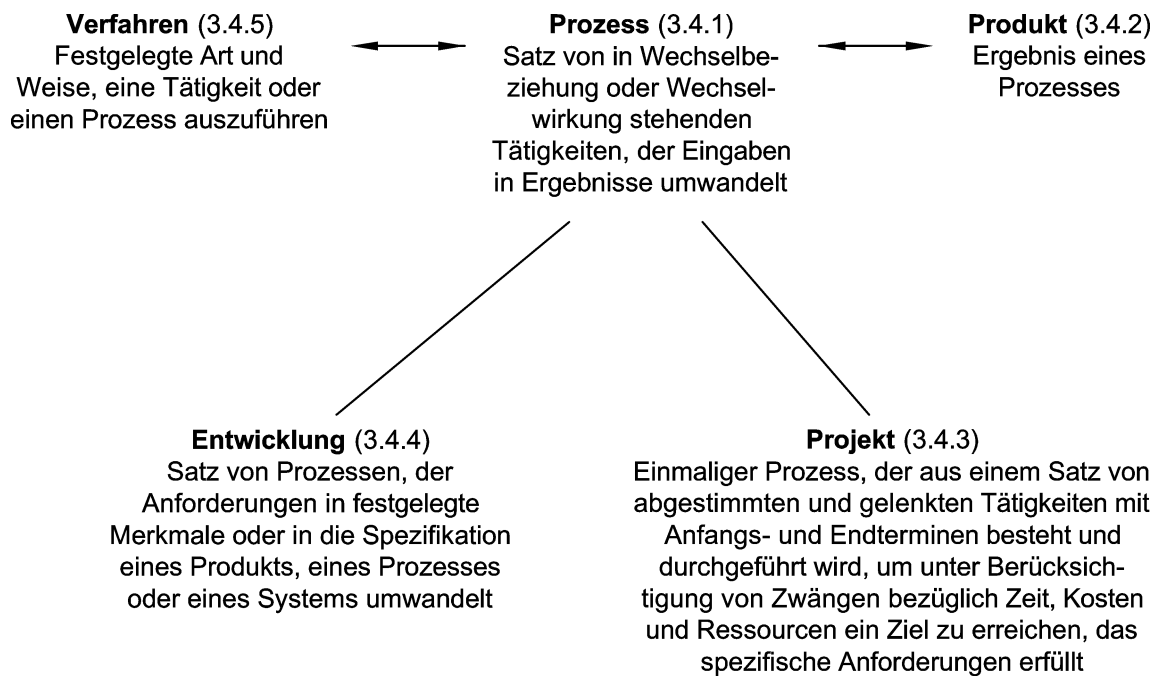 Verfahren (3.4.5)
Festgelegte Art und
Weise, eine Tätigkeit oder
einen Prozess auszuführen
Prozess (3.4.1)
Satz von in Wechselbe-
ziehung oder Wechsel-
wirkung stehenden
Tätigkeiten, der Eingaben
in Ergebnisse umwandelt
Produkt (3.4.2)
Ergebnis eines
Prozesses
Entwicklung (3.4.4)
Satz von Prozessen, der
Anforderungen in festgelegte
Merkmale oder in die Spezifikation
eines Produkts, eines Prozesses
oder eines Systems umwandelt
Projekt (3.4.3)
Einmaliger Prozess, der aus einem Satz von
abgestimmten und gelenkten Tätigkeiten mit
Anfangs- und Endterminen besteht und
durchgeführt wird, um unter Berücksich-
tigung von Zwängen bezüglich Zeit, Kosten
und Ressourcen ein Ziel zu erreichen, das
spezifische Anforderungen erfüllt